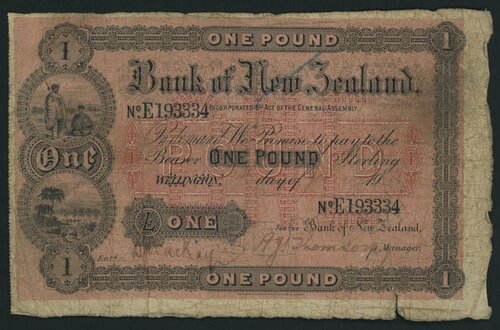 ONE POUND
1
1
Bank of New Zealand.
INCORPORATED BY ACT OF THE GENERAL ASSEMBLY.
No. E193334
On Demand We Promise to pay to the
One
Bearer ONE POUND Sterling
WELLINGTON, day of 19
No. E193334
£ ONE
FOR THE Bank of New Zealand.
Entd.
Manager.
1
1
ONE POUND